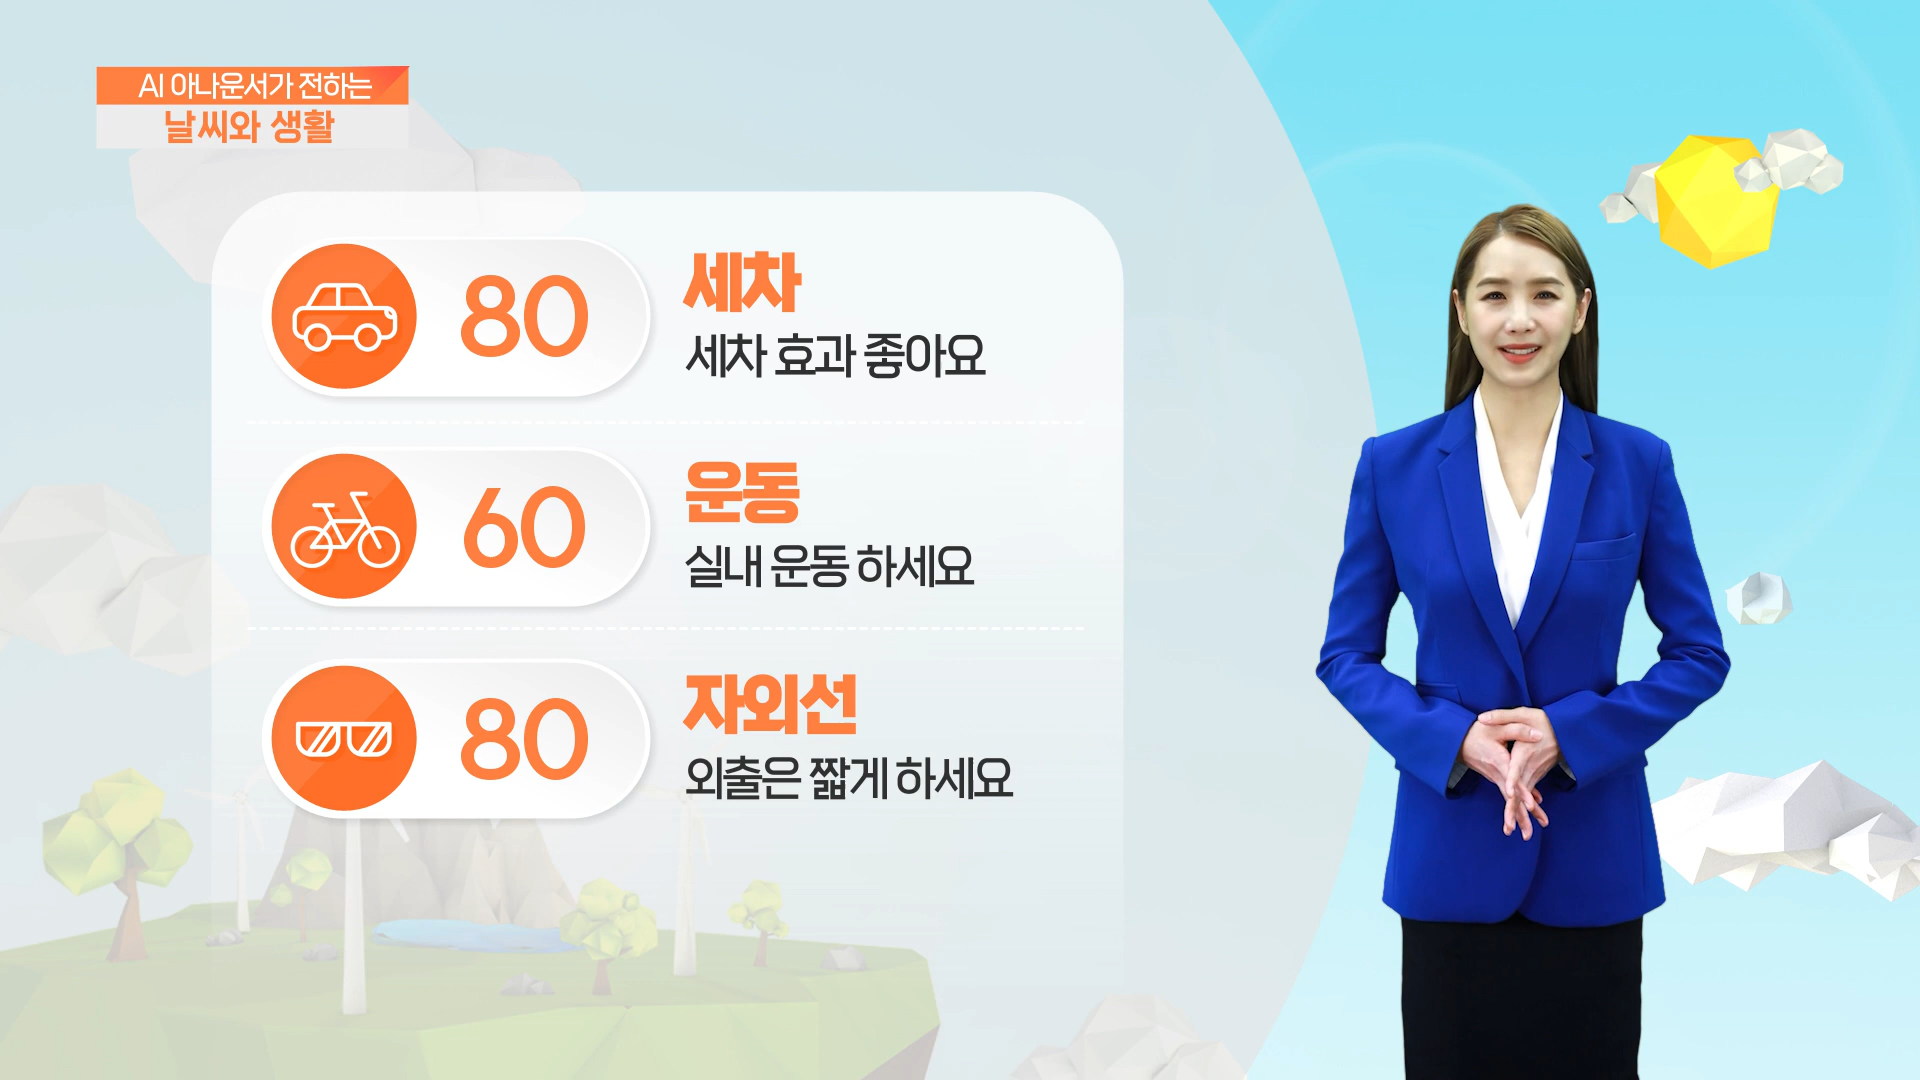 AI 아나운서가 전하는
날씨와 생활
80
세차
세차 효과 좋아요
60
운동
실내 운동 하세요
80
자외선
외출은 짧게 하세요